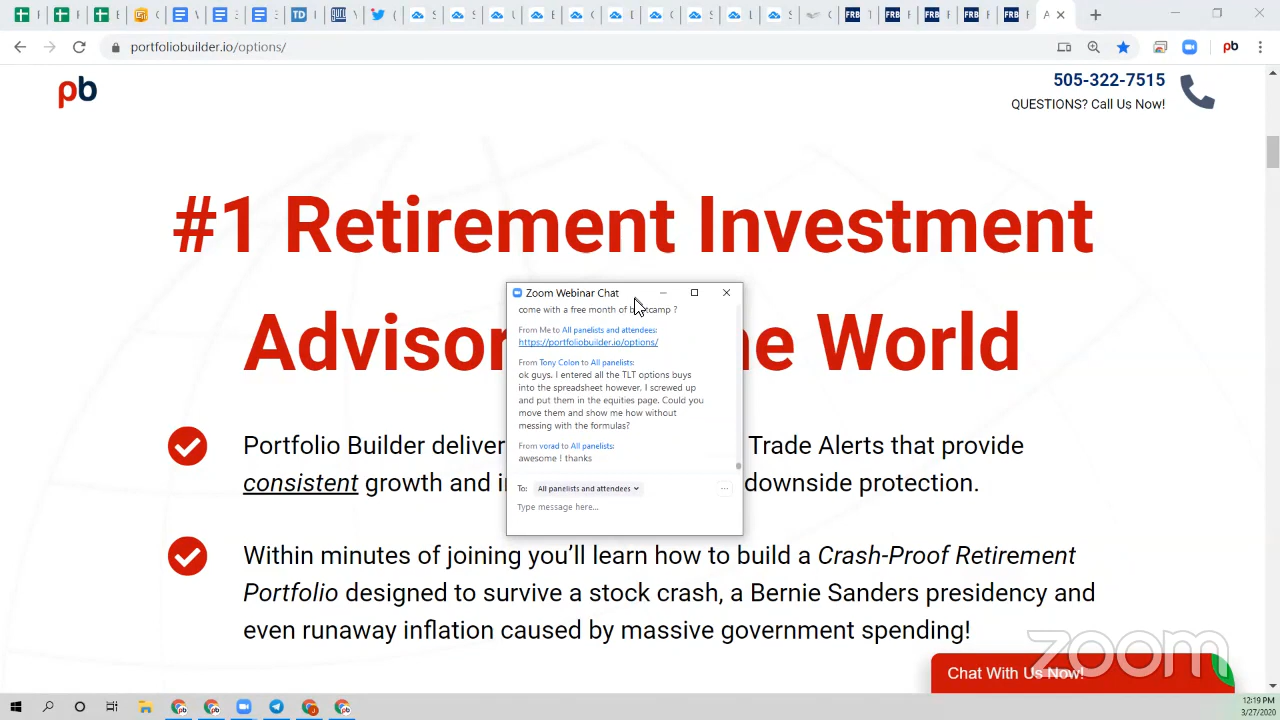 portfoliobuilder.io/options/
pb
pb
505-322-7515
QUESTIONS? Call Us Now!
#1 Retirement Investment
Advisor
e World
Zoom Webinar Chat
come with a free month of bootcamp ?
From Me to All panelists and attendees:
https://portfoliobuilder.io/options/
From Tony Colon to All panelists:
ok guys. I entered all the TLT options buys
into the spreadsheet however. I screwed up
and put them in the equities page. Could you
move them and show me how without
messing with the formulas?
From vorad to All panelists:
awesome ! thanks
To: All panelists and attendees
Type message here...
Portfolio Builder deliver Trade Alerts that provide
consistent growth and i downside protection.
Within minutes of joining you'll learn how to build a Crash-Proof Retirement
Portfolio designed to survive a stock crash, a Bernie Sanders presidency and
even runaway inflation caused by massive government spending!
zoom
Chat With Us Now!
12:19 PM
3/27/2020